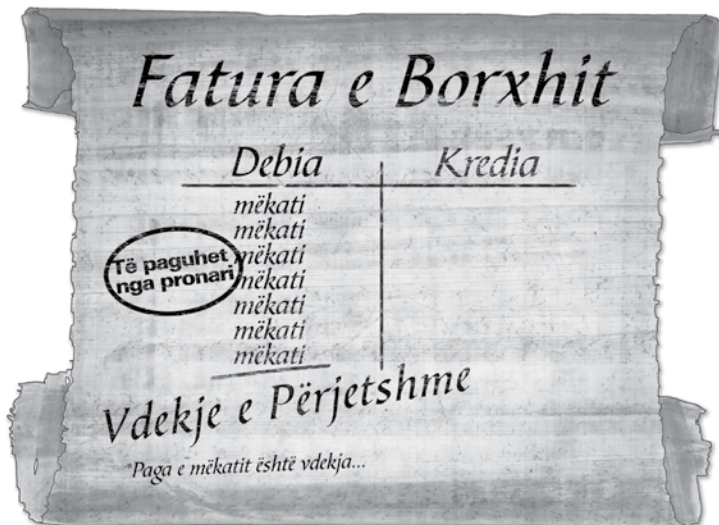 Fatura e Borxhit
Debia Kredia
mëkati
mëkati
mëkati
mëkati
mëkati
mëkati
mëkati
Të paguhet
nga pronari
Vdekje e Përjetshme
"Paga e mëkatit është vdekja...